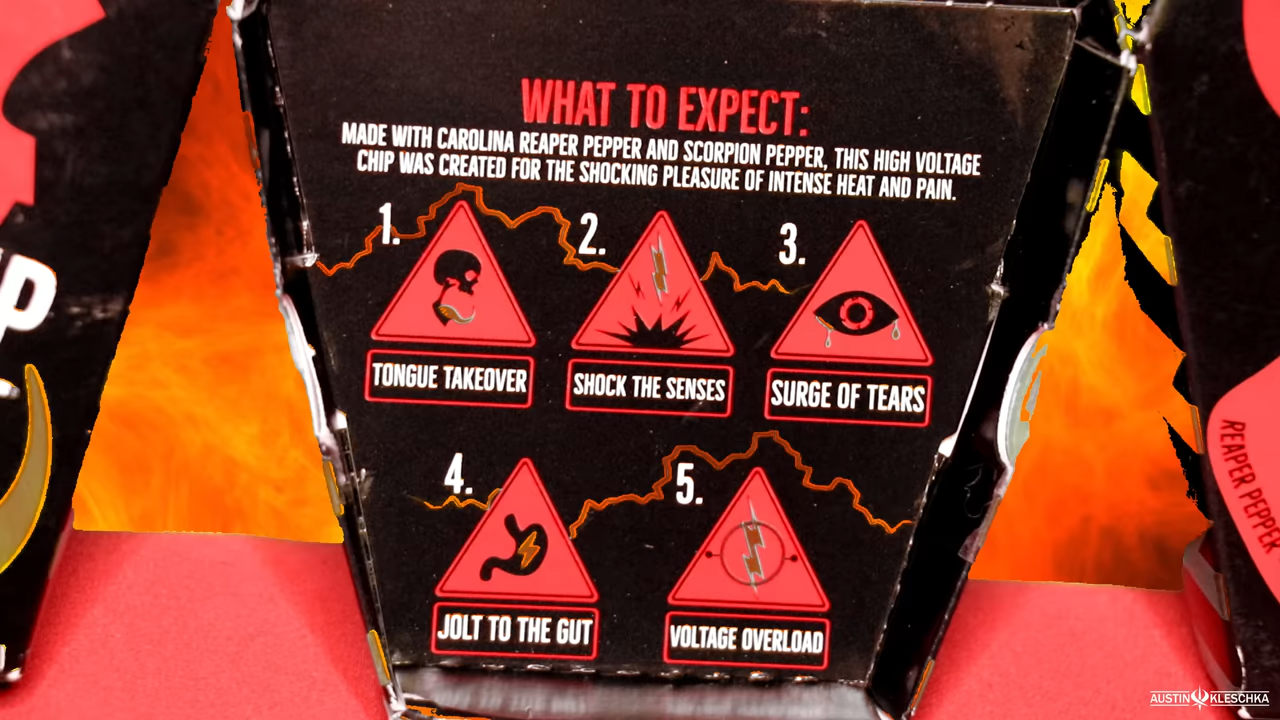 WHAT TO EXPECT:
MADE WITH CAROLINA REAPER PEPPER AND SCORPION PEPPER, THIS HIGH VOLTAGE
CHIP WAS CREATED FOR THE SHOCKING PLEASURE OF INTENSE HEAT AND PAIN.
1.
2.
3.
TONGUE TAKEOVER
SHOCK THE SENSES
SURGE OF TEARS
4.
5.
JOLT TO THE GUT
VOLTAGE OVERLOAD
REAPER PEPPER
AUSTIN KLESCHKA